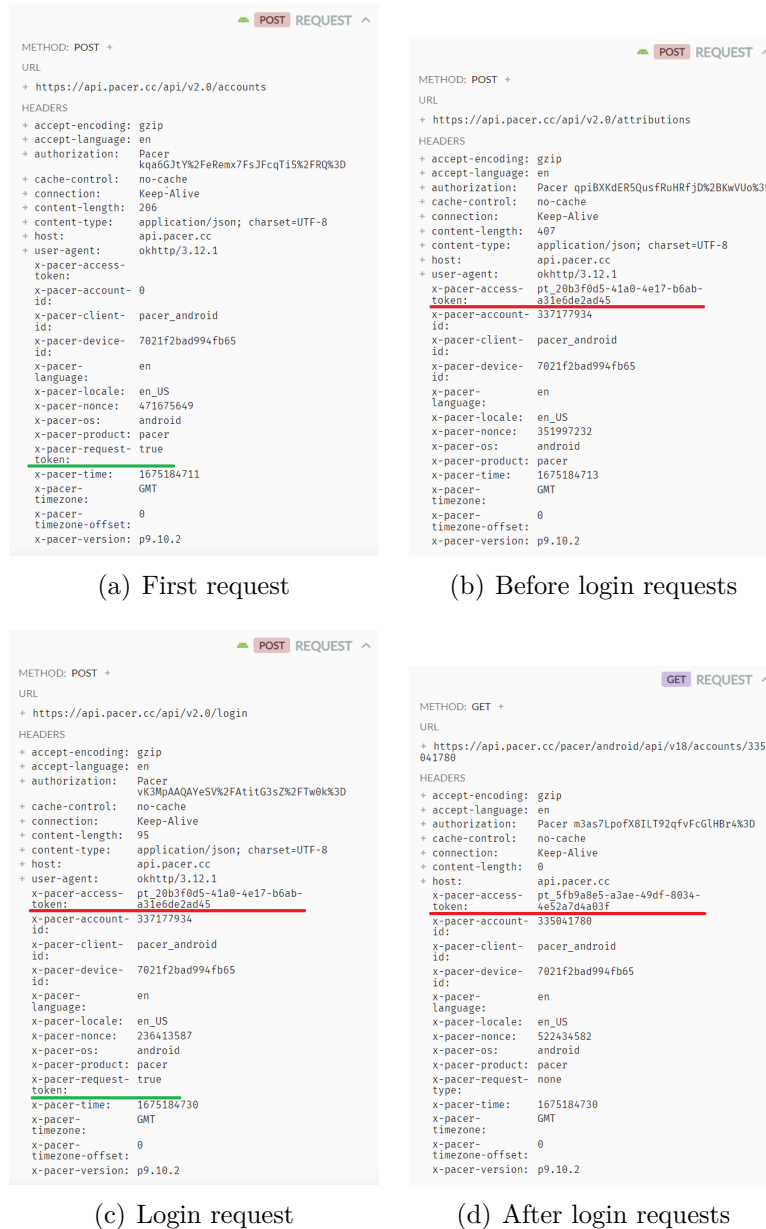 POST REQUEST
METHOD: POST +
URL
+ https://api.pacer.cc/api/v2.0/accounts
HEADERS
+ accept-encoding: gzip
+ accept-language: en
+ authorization: Pacer
kqa6GJtY%2FeRemx7FsJFcqTi5%2FRQ%3D
+ cache-control: no-cache
+ connection: Keep-Alive
+ content-length: 206
+ content-type: application/json; charset=UTF-8
+ host: api.pacer.cc
+ user-agent: okhttp/3.12.1
x-pacer-access-
token:
x-pacer-account- 0
id:
x-pacer-client- pacer_android
id:
x-pacer-device- 7021f2bad994fb65
id:
x-pacer- en
language:
x-pacer-locale: en_US
x-pacer-nonce: 471675649
x-pacer-os: android
x-pacer-product: pacer
x-pacer-request- true
token:
x-pacer-time: 1675184711
x-pacer- GMT
timezone:
x-pacer- 0
timezone-offset:
x-pacer-version: p9.10.2
(a) First request
POST REQUEST
METHOD: POST +
URL
+ https://api.pacer.cc/api/v2.0/attributions
HEADERS
+ accept-encoding: gzip
+ accept-language: en
+ authorization: Pacer qpiBXKdER5QusfRuHRfjD%2BKwVUo%3D
+ cache-control: no-cache
+ connection: Keep-Alive
+ content-length: 407
+ content-type: application/json; charset=UTF-8
+ host: api.pacer.cc
+ user-agent: okhttp/3.12.1
x-pacer-access- pt_20b3f0d5-41a0-4e17-b6ab-
token: a31e6de2ad45
x-pacer-account- 337177934
id:
x-pacer-client- pacer_android
id:
x-pacer-device- 7021f2bad994fb65
id:
x-pacer- en
language:
x-pacer-locale: en_US
x-pacer-nonce: 351997232
x-pacer-os: android
x-pacer-product: pacer
x-pacer-time: 1675184713
x-pacer- GMT
timezone:
x-pacer- 0
timezone-offset:
x-pacer-version: p9.10.2
(b) Before login requests
POST REQUEST
METHOD: POST +
URL
+ https://api.pacer.cc/api/v2.0/login
HEADERS
+ accept-encoding: gzip
+ accept-language: en
+ authorization: Pacer
vK3MpAAQAYeSV%2FAtitG3sZ%2FTw0k%3D
+ cache-control: no-cache
+ connection: Keep-Alive
+ content-length: 95
+ content-type: application/json; charset=UTF-8
+ host: api.pacer.cc
+ user-agent: okhttp/3.12.1
x-pacer-access- pt_20b3f0d5-41a0-4e17-b6ab-
token: a31e6de2ad45
x-pacer-account- 337177934
id:
x-pacer-client- pacer_android
id:
x-pacer-device- 7021f2bad994fb65
id:
x-pacer- en
language:
x-pacer-locale: en_US
x-pacer-nonce: 236413587
x-pacer-os: android
x-pacer-product: pacer
x-pacer-request- true
token:
x-pacer-time: 1675184730
x-pacer- GMT
timezone:
x-pacer- 0
timezone-offset:
x-pacer-version: p9.10.2
(c) Login request
GET REQUEST
METHOD: GET +
URL
+ https://api.pacer.cc/pacer/android/api/v18/accounts/335
041780
HEADERS
+ accept-encoding: gzip
+ accept-language: en
+ authorization: Pacer m3as7LpofX8ILT92qfvFcGlHBr4%3D
+ cache-control: no-cache
+ connection: Keep-Alive
+ content-length: 0
+ host: api.pacer.cc
x-pacer-access- pt_5fb9a8e5-a3ae-49df-8034-
token: 4e52a7d4a03f
x-pacer-account- 335041780
id:
x-pacer-client- pacer_android
id:
x-pacer-device- 7021f2bad994fb65
id:
x-pacer- en
language:
x-pacer-locale: en_US
x-pacer-nonce: 522434582
x-pacer-os: android
x-pacer-product: pacer
x-pacer-request- none
type:
x-pacer-time: 1675184730
x-pacer- GMT
timezone:
x-pacer- 0
timezone-offset:
x-pacer-version: p9.10.2
(d) After login requests